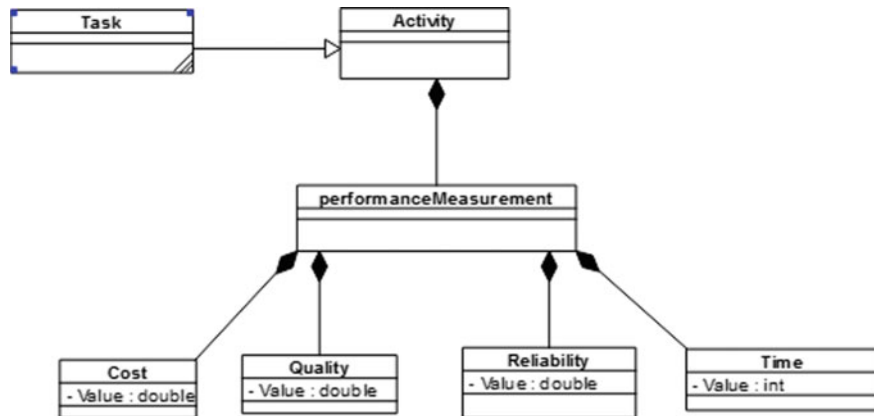 Task
Activity
performanceMeasurement
Cost
- Value : double
Quality
- Value : double
Reliability
- Value : double
Time
- Value : int